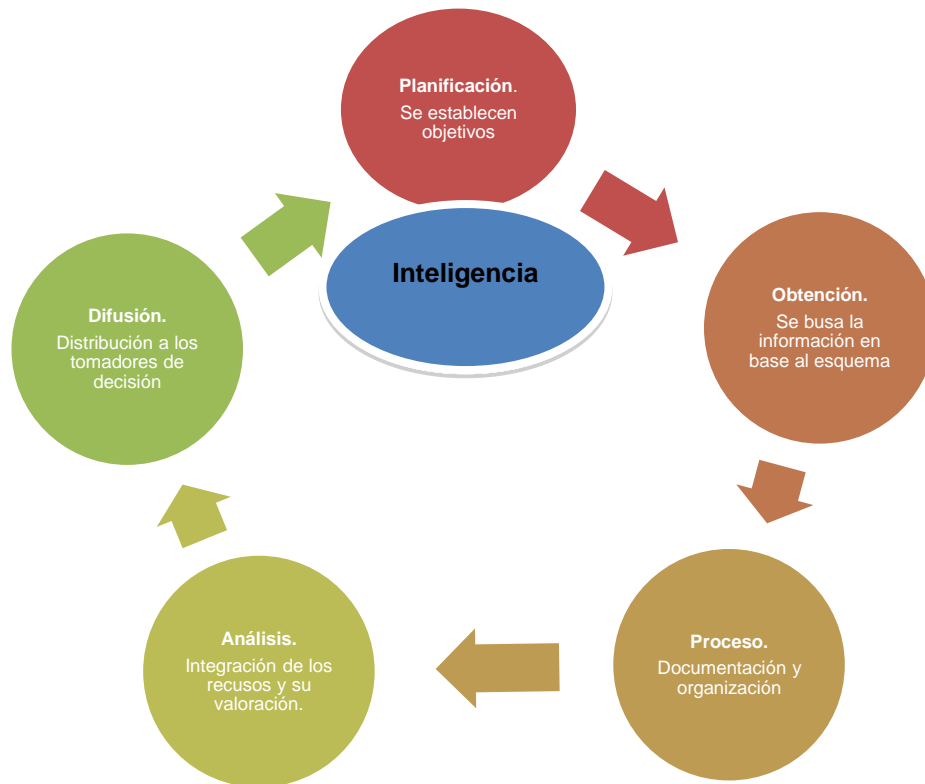 Planificación.
Se establecen
objetivos
Inteligencia
Obtención.
Se busa la
información en
base al esquema
Proceso.
Documentación y
organización
Análisis.
Integración de los
recusos y su
valoración.
Difusión.
Distribución a los
tomadores de
decisión